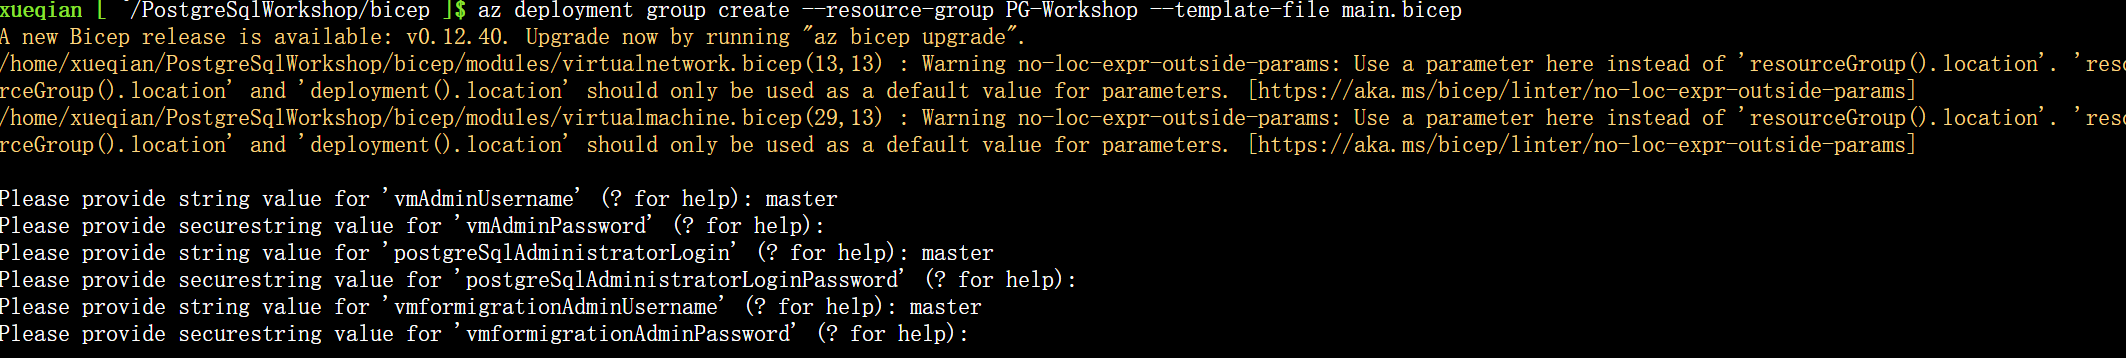 xueqian [ ~/PostgreSqlWorkshop/bicep ]$ az deployment group create --resource-group PG-Workshop --template-file main.bicep
A new Bicep release is available: v0.12.40. Upgrade now by running "az bicep upgrade".
/home/xueqian/PostgreSqlWorkshop/bicep/modules/virtualnetwork.bicep(13,13) : Warning no-loc-expr-outside-params: Use a parameter here instead of 'resourceGroup().location'. 'reso
rceGroup().location' and 'deployment().location' should only be used as a default value for parameters. [https://aka.ms/bicep/linter/no-loc-expr-outside-params]
/home/xueqian/PostgreSqlWorkshop/bicep/modules/virtualmachine.bicep(29,13) : Warning no-loc-expr-outside-params: Use a parameter here instead of 'resourceGroup().location'. 'reso
rceGroup().location' and 'deployment().location' should only be used as a default value for parameters. [https://aka.ms/bicep/linter/no-loc-expr-outside-params]
Please provide string value for 'vmAdminUsername' (? for help): master
Please provide securestring value for 'vmAdminPassword' (? for help):
Please provide string value for 'postgreSqlAdministratorLogin' (? for help): master
Please provide securestring value for 'postgreSqlAdministratorLoginPassword' (? for help):
Please provide string value for 'vmformigrationAdminUsername' (? for help): master
Please provide securestring value for 'vmformigrationAdminPassword' (? for help):